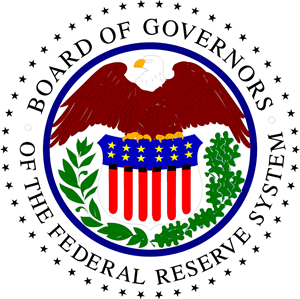 BOARD OF GOVERNORS
OF THE FEDERAL RESERVE SYSTEM